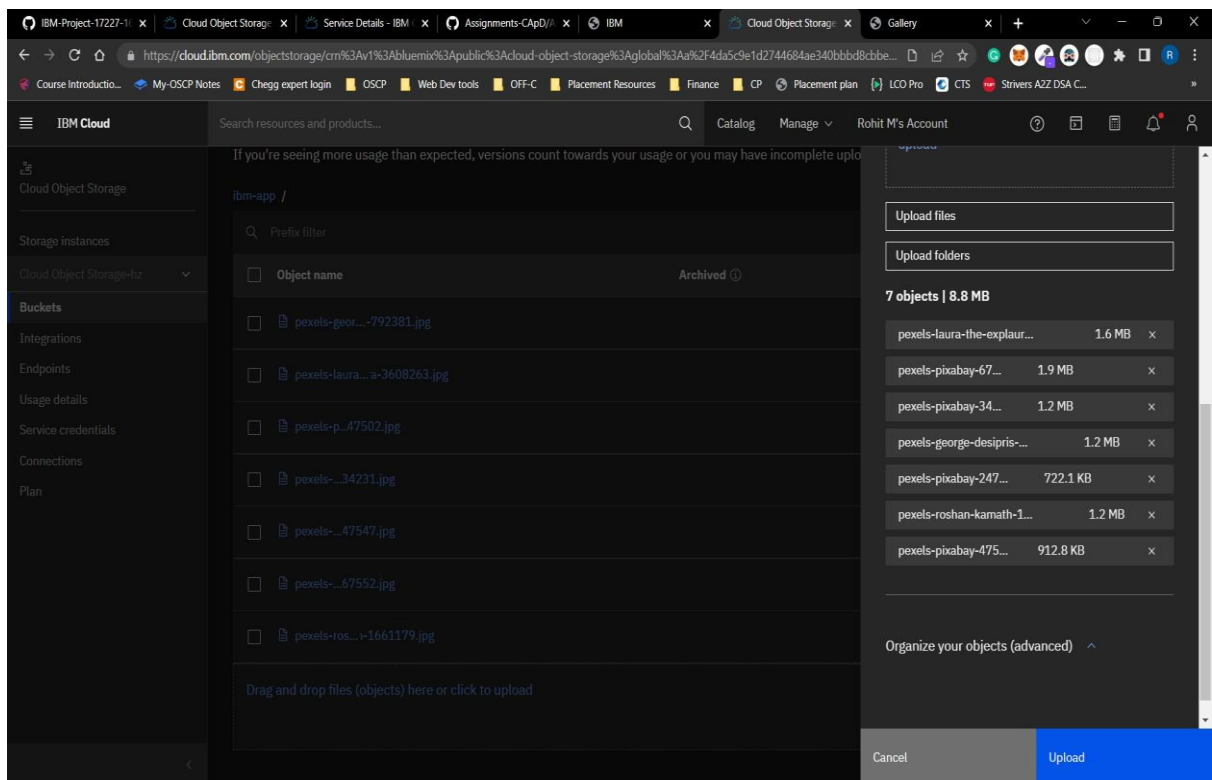 IBM-Project-17227-1 Cloud Object Storage Service Details - IBM Assignments-CApD/A IBM Cloud Object Storage Gallery
https://cloud.ibm.com/objectstorage/crn%3Av1%3Abluemix%3Apublic%3Acloud-object-storage%3Aglobal%3Aa%2F4da5c9e1d2744684ae340bbbd8cbbe...
Course Introductio... My-OSCP Notes Chegg expert login OSCP Web Dev tools OFF-C Placement Resources Finance CP Placement plan LCO Pro CTS Strivers A2Z DSA C... »
IBM Cloud Search resources and products... Catalog Manage Rohit M's Account
If you're seeing more usage than expected, versions count towards your usage or you may have incomplete uplo
Cloud Object Storage
Storage instances
Cloud Object Storage-hz
Buckets
Integrations
Endpoints
Usage details
Service credentials
Connections
Plan
ibm-app /
Prefix filter
Object name Archived
pexels-geor...-792381.jpg
pexels-laura... a-3608263.jpg
pexels-p...47502.jpg
pexels-...34231.jpg
pexels-...47547.jpg
pexels-...67552.jpg
pexels-ros... -1661179.jpg
Drag and drop files (objects) here or click to upload
upload
Upload files
Upload folders
7 objects | 8.8 MB
pexels-laura-the-explaur... 1.6 MB
pexels-pixabay-67... 1.9 MB
pexels-pixabay-34... 1.2 MB
pexels-george-desipris-... 1.2 MB
pexels-pixabay-247... 722.1 KB
pexels-roshan-kamath-1... 1.2 MB
pexels-pixabay-475... 912.8 KB
Organize your objects (advanced)
Cancel Upload